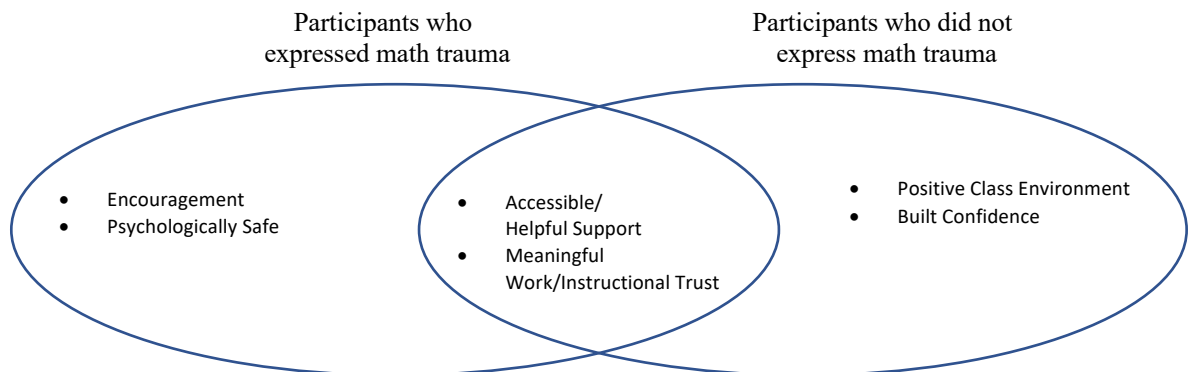 Participants who
expressed math trauma
Participants who did not
express math trauma
• Encouragement
• Psychologically Safe
• Accessible/
Helpful Support
• Meaningful
Work/Instructional Trust
• Positive Class Environment
• Built Confidence